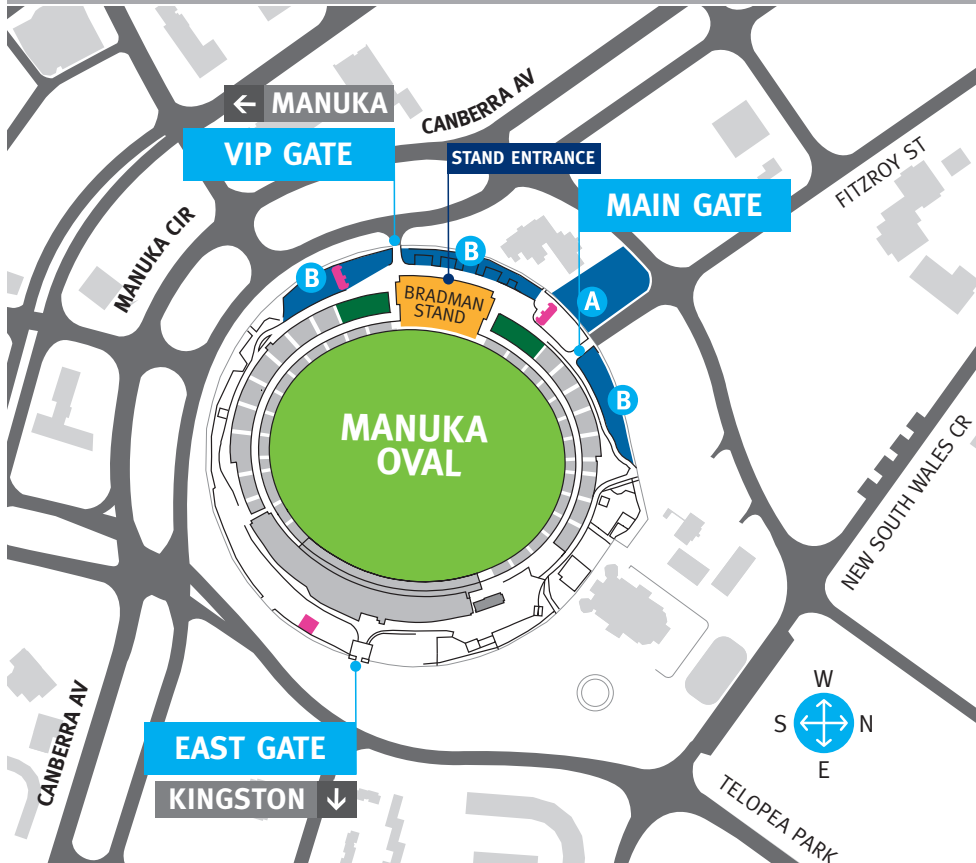 ← MANUKA
CANBERRA AV
VIP GATE
STAND ENTRANCE
FITZROY ST
MAIN GATE
MANUKA CIR
B
B
BRADMAN
STAND
A
B
MANUKA
OVAL
NEW SOUTH WALES CR
CANBERRA AV
EAST GATE
KINGSTON ↓
W
S
N
E
TELOPEA PARK